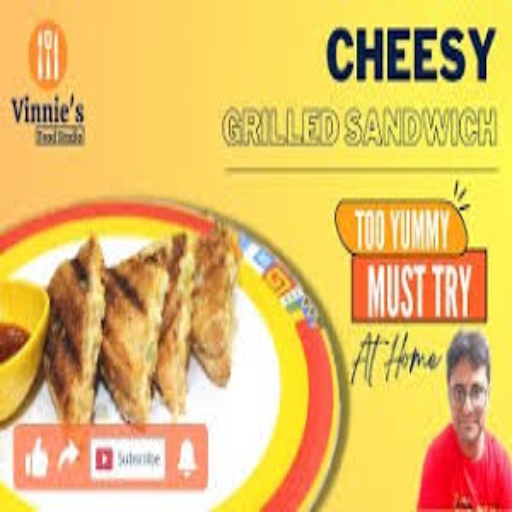 Vinnie's
Food Studio
CHEESY
GRILLED SANDWICH
TOO YUMMY
MUST TRY
At Home
Subscribe